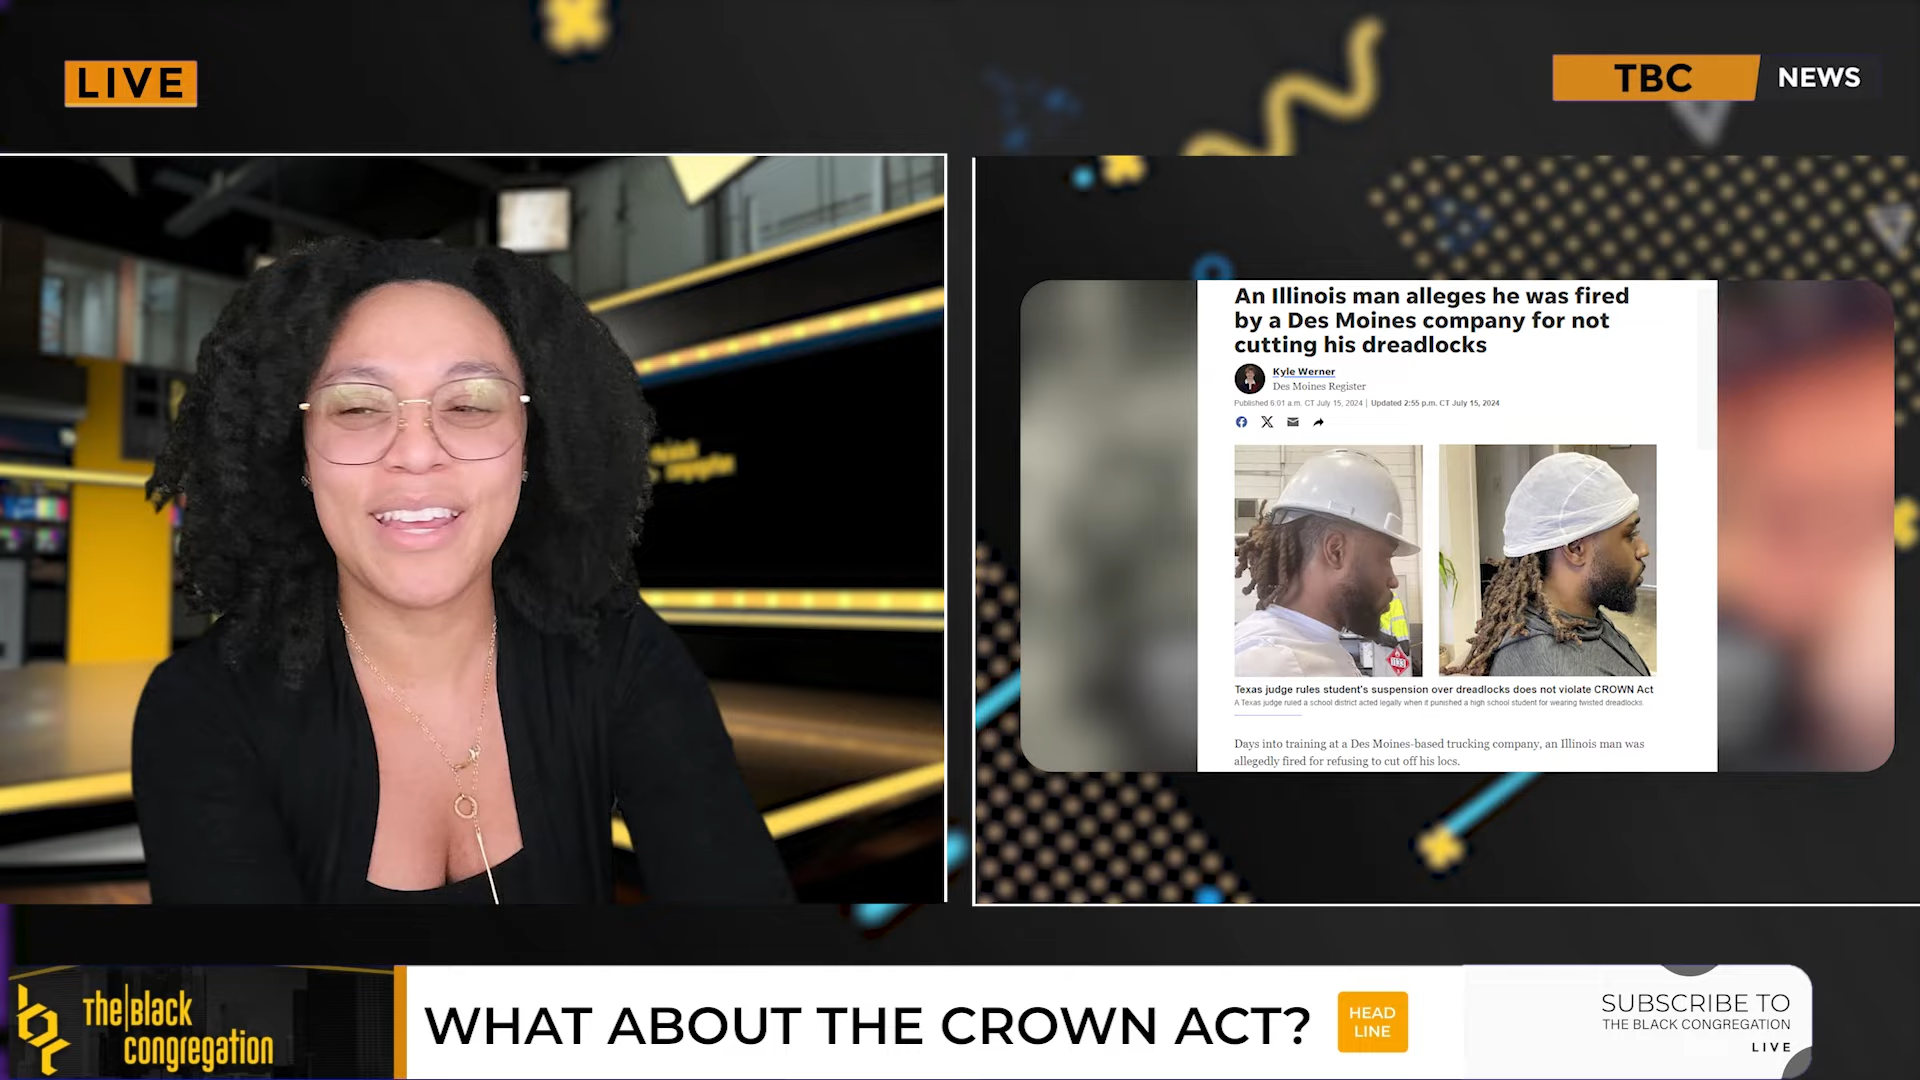 LIVE
TBC NEWS
the black
congregation
An Illinois man alleges he was fired
by a Des Moines company for not
cutting his dreadlocks
Kyle Werner
Des Moines Register
Published 6:01 a.m. CT July 15, 2024 | Updated 2:55 p.m. CT July 15, 2024
1133
Texas judge rules student's suspension over dreadlocks does not violate CROWN Act
A Texas judge ruled a school district acted legally when it punished a high school student for wearing twisted dreadlocks.
Days into training at a Des Moines-based trucking company, an Illinois man was
allegedly fired for refusing to cut off his locs.
bc
the|Black
congregation
WHAT ABOUT THE CROWN ACT?
HEAD
LINE
SUBSCRIBE TO
THE BLACK CONGREGATION
LIVE